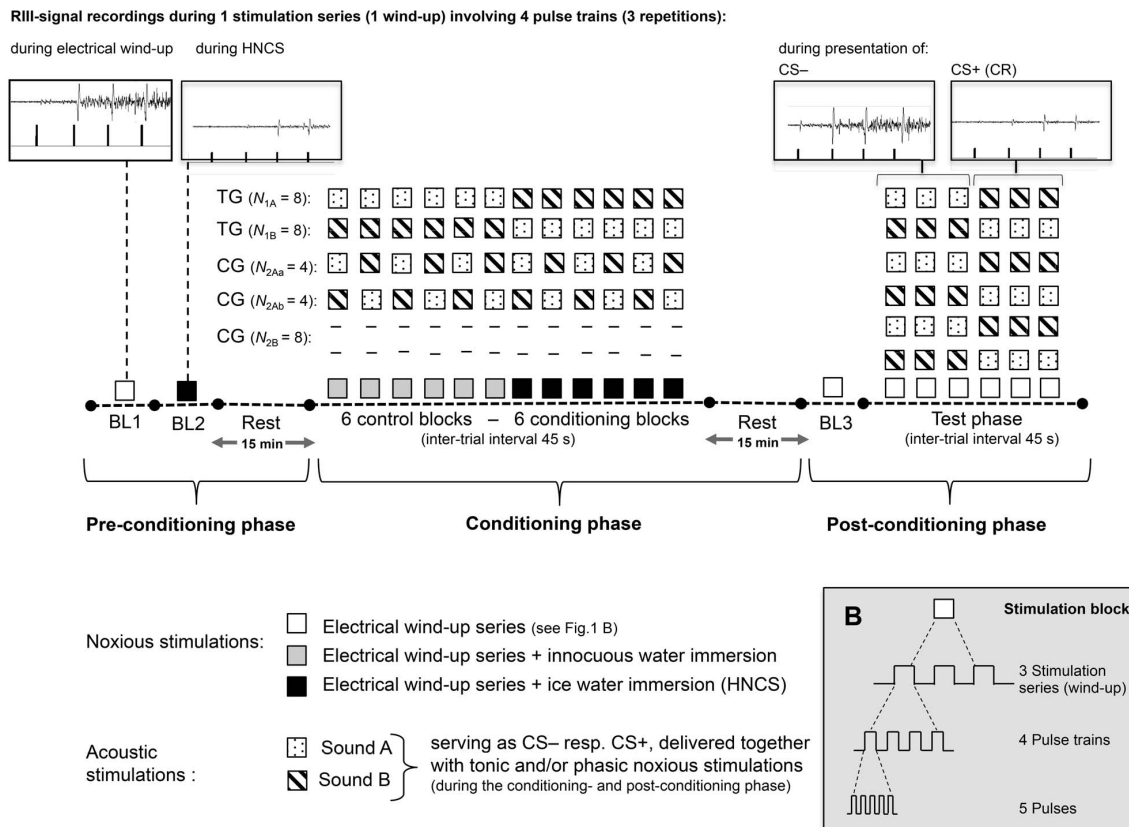 RIII-signal recordings during 1 stimulation series (1 wind-up) involving 4 pulse trains (3 repetitions):
during electrical wind-up
during HNCS
during presentation of:
CS–
CS+ (CR)
TG (N1A = 8):
TG (N1B = 8):
CG (N2Aa = 4):
CG (N2Ab = 4):
CG (N2B = 8):
BL1
BL2
Rest
15 min
6 control blocks – 6 conditioning blocks
(inter-trial interval 45 s)
Rest
15 min
BL3
Test phase
(inter-trial interval 45 s)
Pre-conditioning phase
Conditioning phase
Post-conditioning phase
Noxious stimulations:
Electrical wind-up series (see Fig.1 B)
Electrical wind-up series + innocuous water immersion
Electrical wind-up series + ice water immersion (HNCS)
Acoustic
stimulations :
Sound A
Sound B
serving as CS– resp. CS+, delivered together
with tonic and/or phasic noxious stimulations
(during the conditioning- and post-conditioning phase)
B
Stimulation block
3 Stimulation
series (wind-up)
4 Pulse trains
5 Pulses